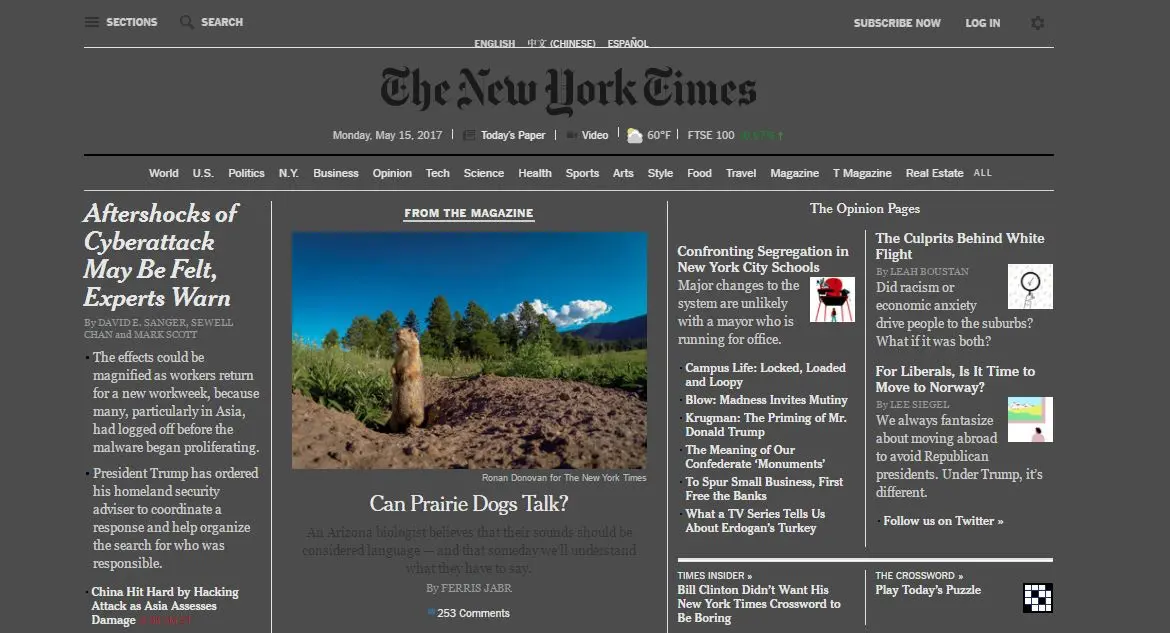 SECTIONS
SEARCH
SUBSCRIBE NOW
LOG IN
ENGLISH
中文 (CHINESE)
ESPAÑOL
The New York Times
Monday, May 15, 2017
Today's Paper
Video
60°F
FTSE 100
World
U.S.
Politics
N.Y.
Business
Opinion
Tech
Science
Health
Sports
Arts
Style
Food
Travel
Magazine
T Magazine
Real Estate
ALL
Aftershocks of
Cyberattack
May Be Felt,
Experts Warn
By DAVID E. SANGER, SEWELL
CHAN and MARK SCOTT
The effects could be
magnified as workers return
for a new workweek, because
many, particularly in Asia,
had logged off before the
malware began proliferating.
President Trump has ordered
his homeland security
adviser to coordinate a
response and help organize
the search for who was
responsible.
China Hit Hard by Hacking
Attack as Asia Assesses
Damage
FROM THE MAGAZINE
Ronan Donovan for The New York Times
Can Prairie Dogs Talk?
An Arizona biologist believes that their sounds should be
considered language — and that someday we'll understand
what they have to say.
By FERRIS JABR
253 Comments
The Opinion Pages
Confronting Segregation in
New York City Schools
Major changes to the
system are unlikely
with a mayor who is
running for office.
Campus Life: Locked, Loaded
and Loopy
Blow: Madness Invites Mutiny
Krugman: The Priming of Mr.
Donald Trump
The Meaning of Our
Confederate ‘Monuments’
To Spur Small Business, First
Free the Banks
What a TV Series Tells Us
About Erdogan's Turkey
The Culprits Behind White
Flight
By LEAH BOUSTAN
Did racism or
economic anxiety
drive people to the suburbs?
What if it was both?
For Liberals, Is It Time to
Move to Norway?
By LEE SIEGEL
We always fantasize
about moving abroad
to avoid Republican
presidents. Under Trump, it's
different.
Follow us on Twitter »
TIMES INSIDER »
Bill Clinton Didn't Want His
New York Times Crossword to
Be Boring
THE CROSSWORD »
Play Today's Puzzle